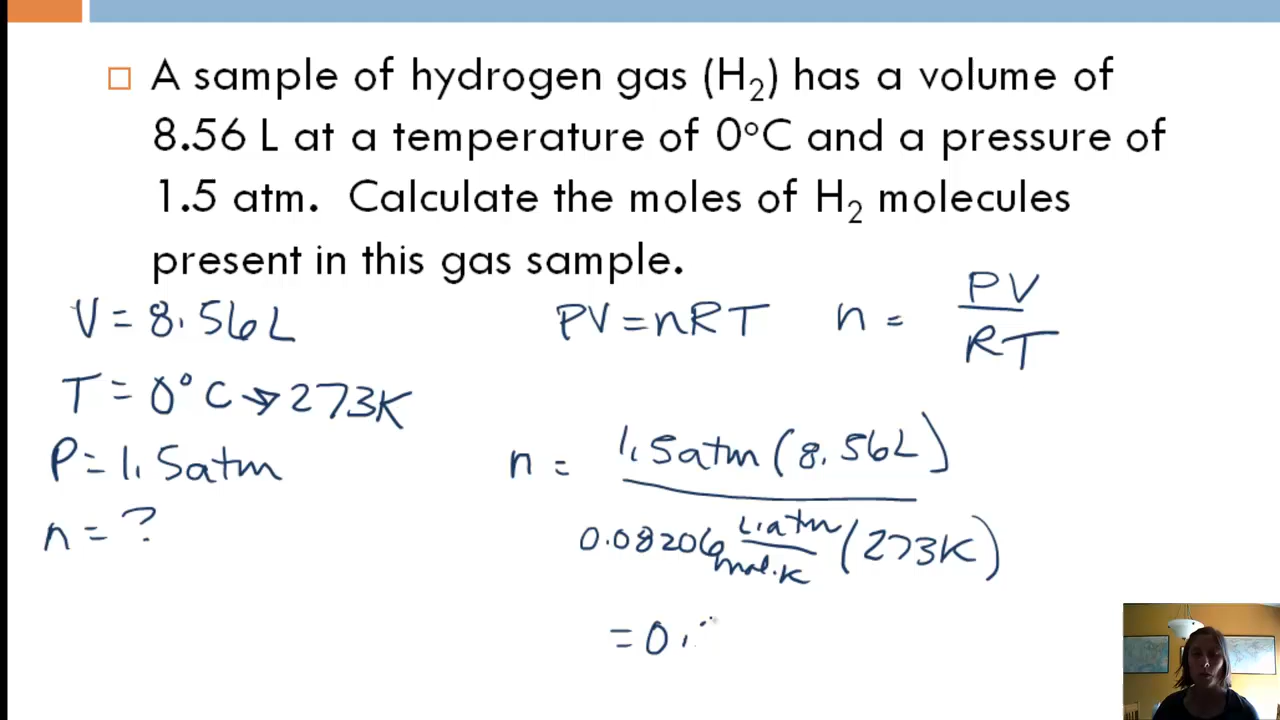 A sample of hydrogen gas (H₂) has a volume of
8.56 L at a temperature of 0°C and a pressure of
1.5 atm. Calculate the moles of H₂ molecules
present in this gas sample.
V = 8.56L
T = 0°C → 273K
P = 1.5atm
n = ?
PV = nRT
n = PV / RT
n = 1.5atm (8.56L) / 0.08206 L·atm / mol·K (273K)
= 0.